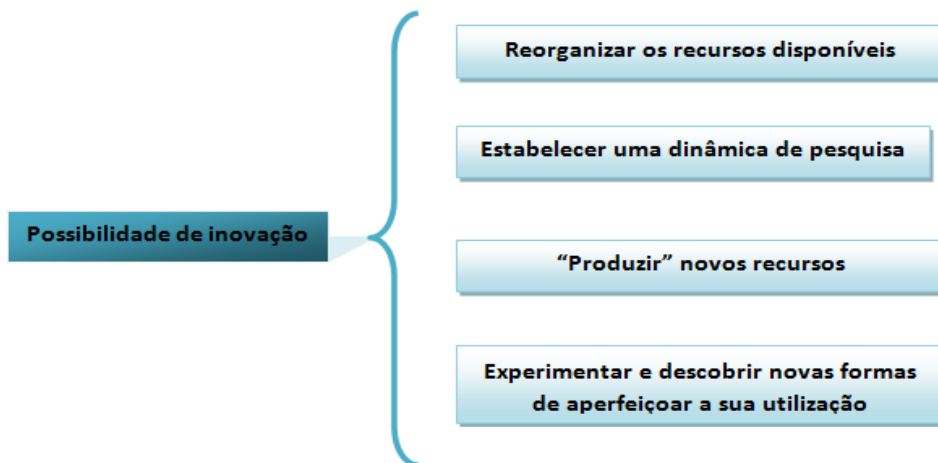 Possibilidade de inovação
Reorganizar os recursos disponíveis
Estabelecer uma dinâmica de pesquisa
“Produzir” novos recursos
Experimentar e descobrir novas formas
de aperfeiçoar a sua utilização